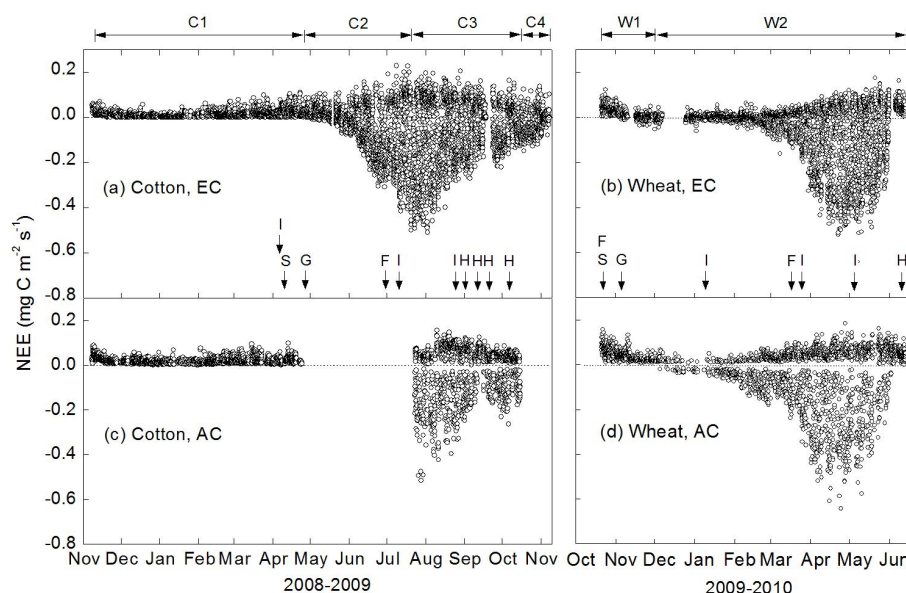 C1 C2 C3 C4 W1 W2
0.2
0.0
-0.2
-0.4
-0.6
-0.8
(a) Cotton, EC
(b) Wheat, EC
I
S G F I I H H H H
F
S G I F I I H
NEE (mg C m-2 s-1)
0.2
0.0
-0.2
-0.4
-0.6
-0.8
(c) Cotton, AC
(d) Wheat, AC
Nov Dec Jan Feb Mar Apr May Jun Jul Aug Sep Oct Nov
2008-2009
Oct Nov Dec Jan Feb Mar Apr May Jun
2009-2010